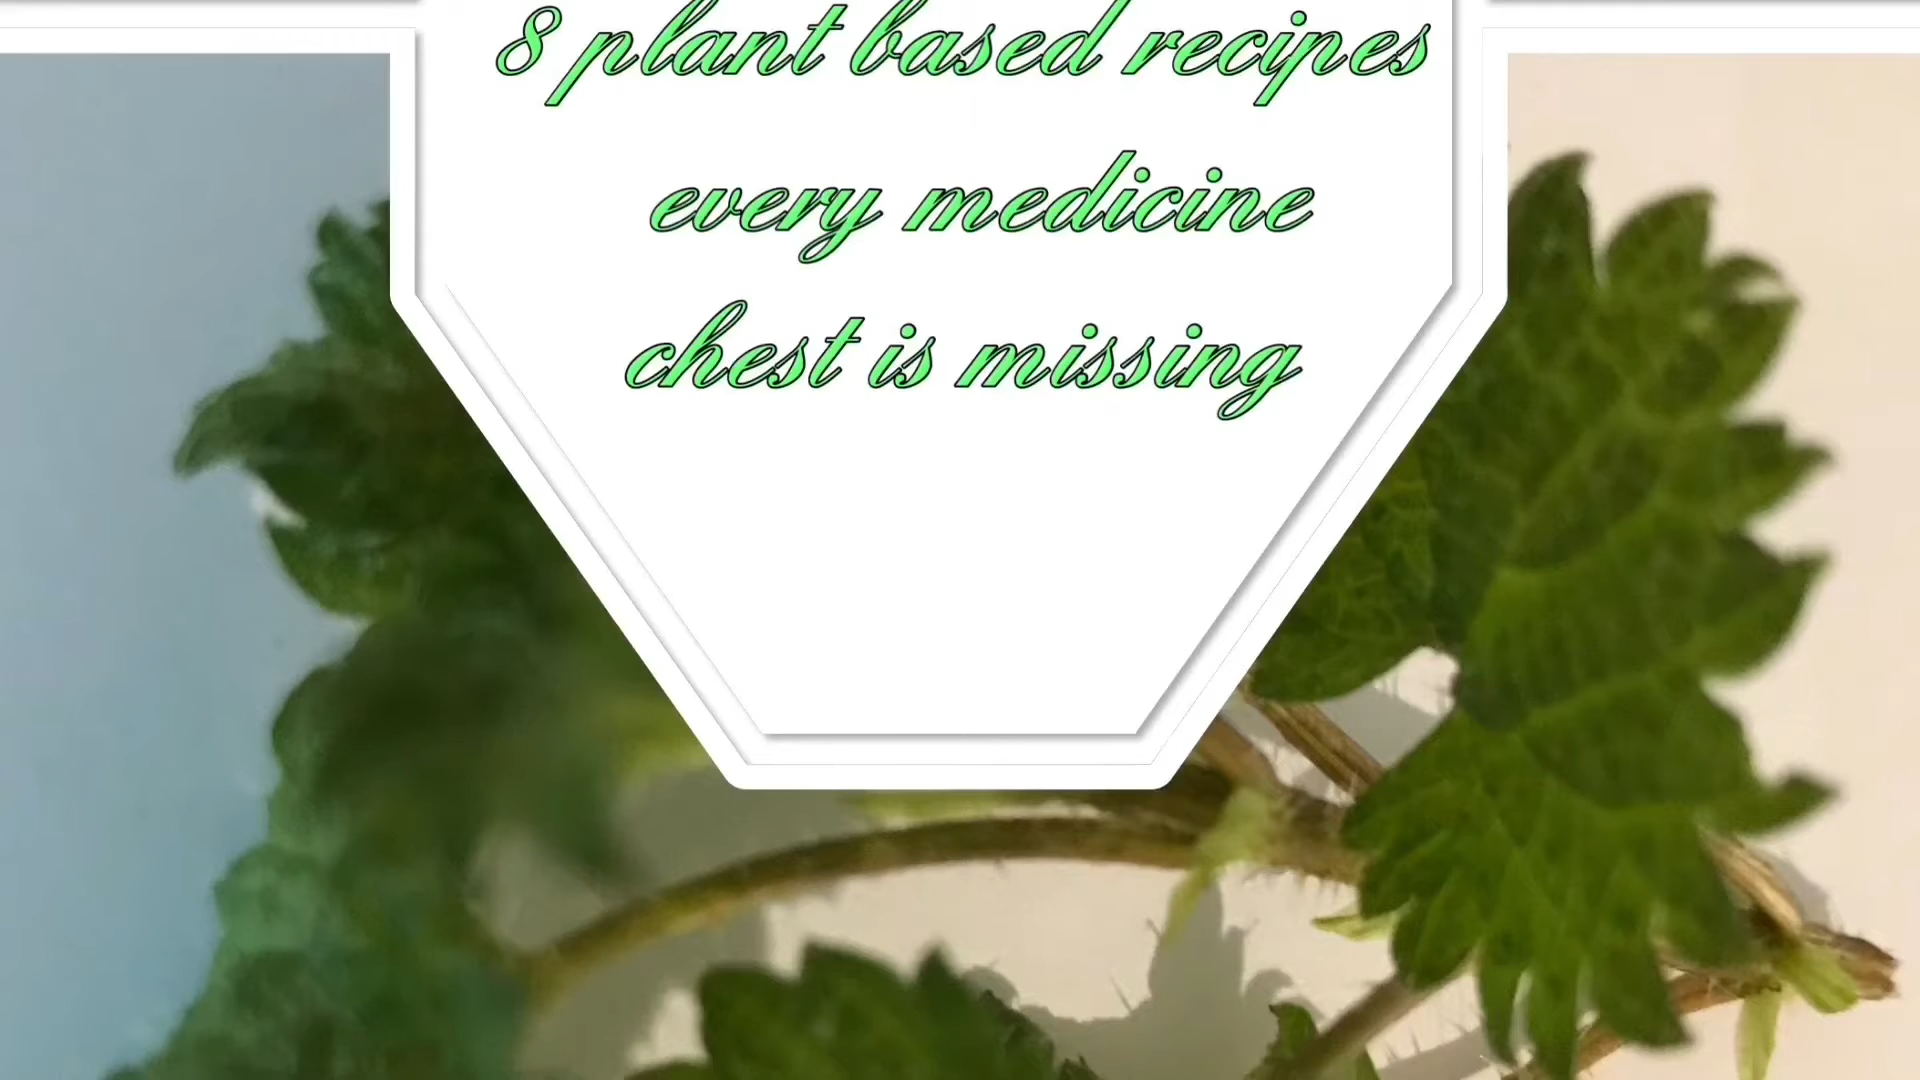 8 plant based recipes
every medicine
chest is missing